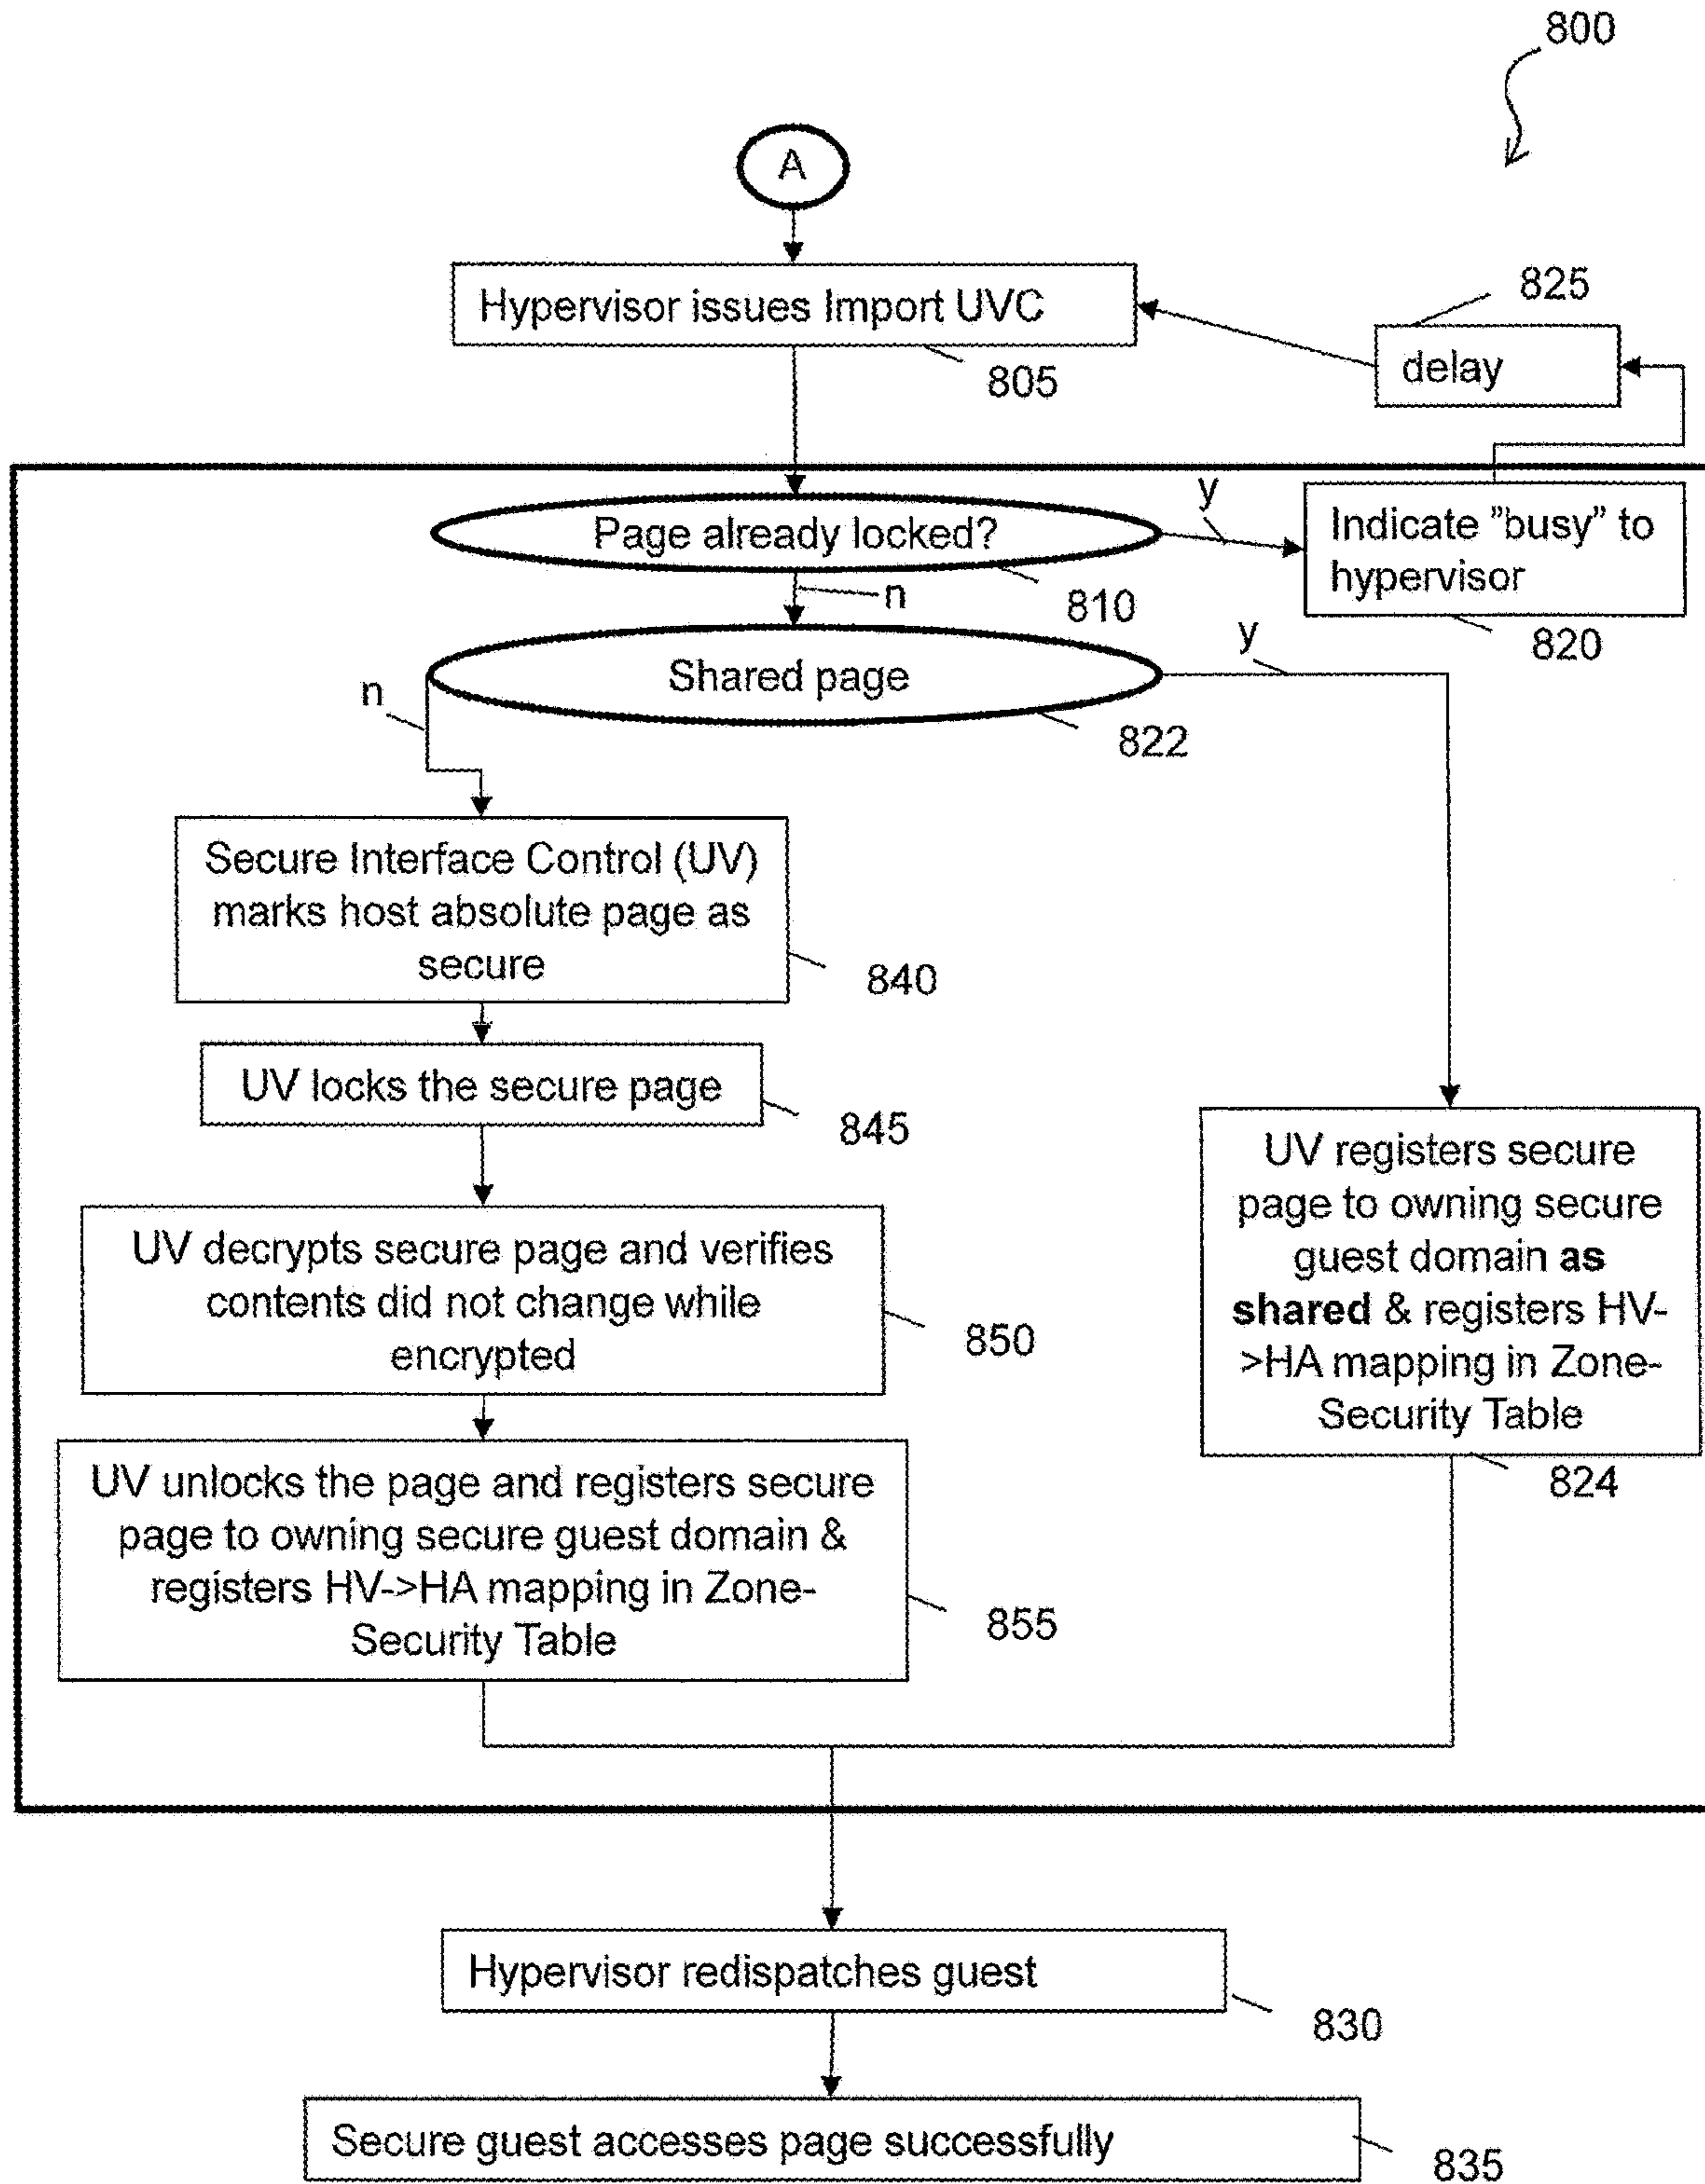 800
A
Hypervisor issues Import UVC
805
825
delay
Page already locked?
810
y
n
Indicate "busy" to
hypervisor
820
Shared page
822
n
y
Secure Interface Control (UV)
marks host absolute page as
secure
840
UV locks the secure page
845
UV decrypts secure page and verifies
contents did not change while
encrypted
850
UV unlocks the page and registers secure
page to owning secure guest domain &
registers HV->HA mapping in Zone-
Security Table
855
UV registers secure
page to owning secure
guest domain as
shared & registers HV-
>HA mapping in Zone-
Security Table
824
Hypervisor redispatches guest
830
Secure guest accesses page successfully
835